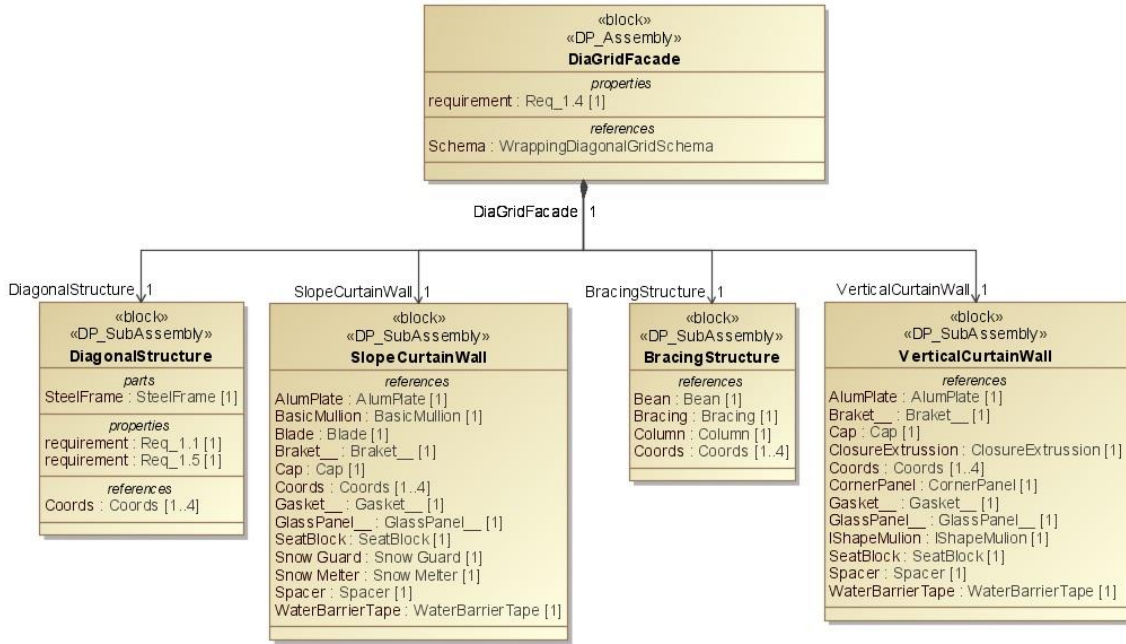 «block»
«DP_Assembly»
DiaGridFacade
properties
requirement : Req_1.4 [1]
references
Schema : WrappingDiagonalGridSchema
DiaGridFacade 1
DiagonalStructure 1
«block»
«DP_SubAssembly»
DiagonalStructure
parts
SteelFrame : SteelFrame [1]
properties
requirement : Req_1.1 [1]
requirement : Req_1.5 [1]
references
Coords : Coords [1..4]
SlopeCurtainWall 1
«block»
«DP_SubAssembly»
SlopeCurtainWall
references
AlumPlate : AlumPlate [1]
BasicMullion : BasicMullion [1]
Blade : Blade [1]
Braket__ : Braket__ [1]
Cap : Cap [1]
Coords : Coords [1..4]
Gasket__ : Gasket__ [1]
GlassPanel__ : GlassPanel__ [1]
SeatBlock : SeatBlock [1]
Snow Guard : Snow Guard [1]
Snow Melter : Snow Melter [1]
Spacer : Spacer [1]
WaterBarrierTape : WaterBarrierTape [1]
BracingStructure 1
«block»
«DP_SubAssembly»
BracingStructure
references
Bean : Bean [1]
Bracing : Bracing [1]
Column : Column [1]
Coords : Coords [1..4]
VerticalCurtainWall 1
«block»
«DP_SubAssembly»
VerticalCurtainWall
references
AlumPlate : AlumPlate [1]
Braket__ : Braket__ [1]
Cap : Cap [1]
ClosureExtrussion : ClosureExtrussion [1]
Coords : Coords [1..4]
CornerPanel : CornerPanel [1]
Gasket__ : Gasket__ [1]
GlassPanel__ : GlassPanel__ [1]
IShapeMulion : IShapeMulion [1]
SeatBlock : SeatBlock [1]
Spacer : Spacer [1]
WaterBarrierTape : WaterBarrierTape [1]